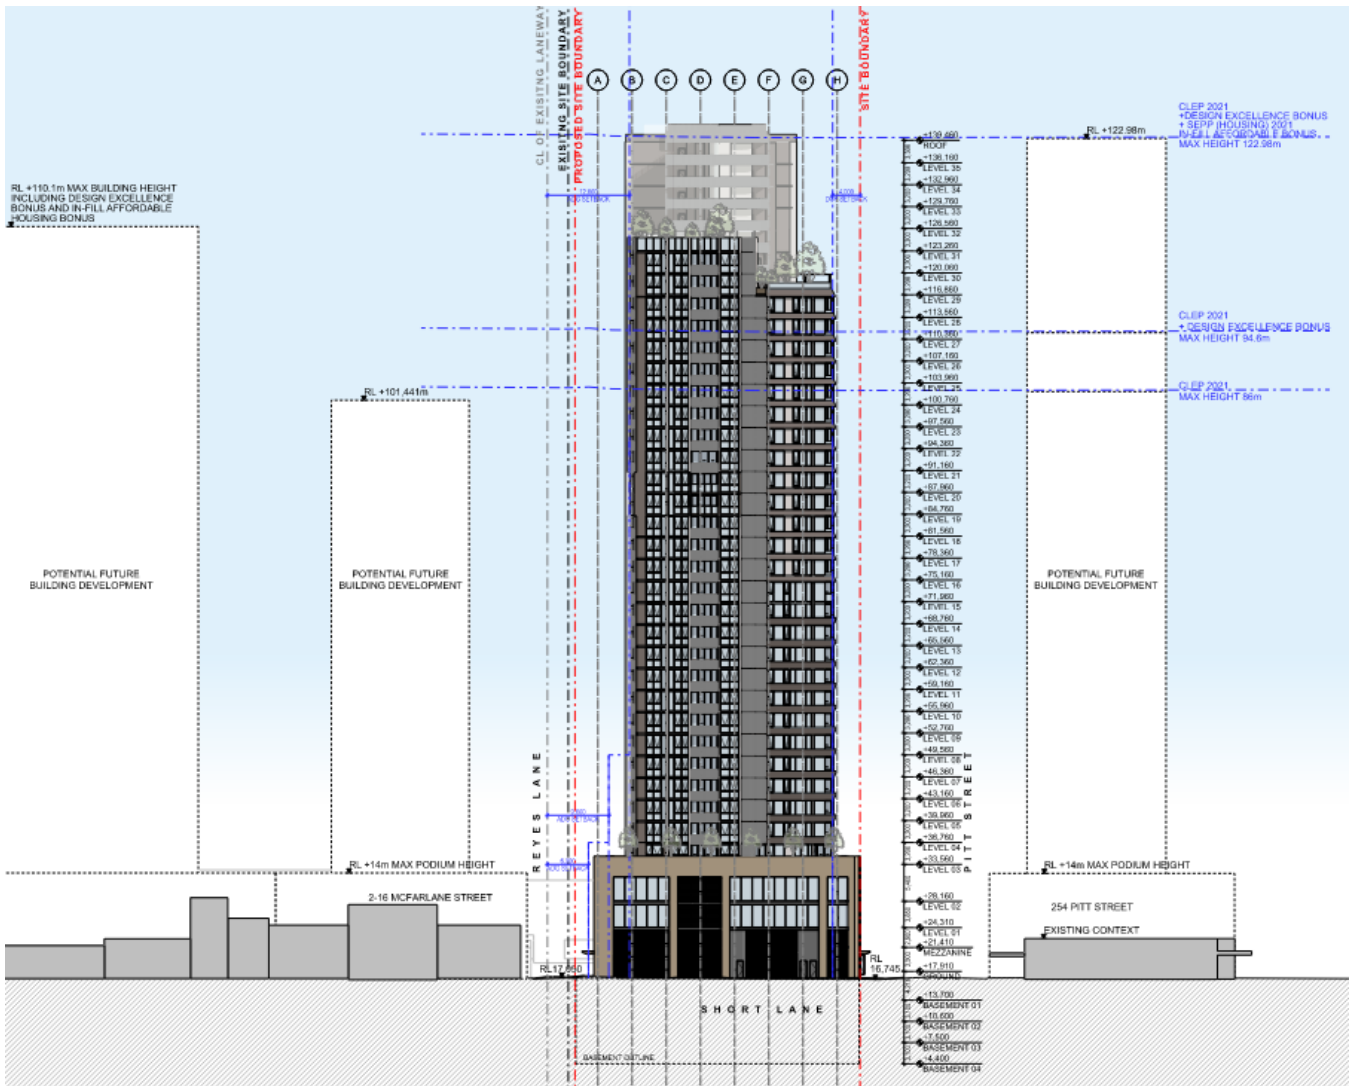 CL OF EXISITNG LANEWAY
EXISITNG SITE BOUNDARY
PROPOSED SITE BOUNDARY
SITE BOUNDARY
A
B
C
D
E
F
G
H
CLEP 2021
+DESIGN EXCELLENCE BONUS
+ SEPP (HOUSING) 2021
IN-FILL AFFORDABLE BONUS
MAX HEIGHT 122.98m
RL +122.98m
RL +110.1m MAX BUILDING HEIGHT
INCLUDING DESIGN EXCELLENCE
BONUS AND IN-FILL AFFORDABLE
HOUSING BONUS
CLEP 2021
+ DESIGN EXCELLENCE BONUS
MAX HEIGHT 94.6m
CLEP 2021
MAX HEIGHT 86m
RL +101,441m
POTENTIAL FUTURE
BUILDING DEVELOPMENT
POTENTIAL FUTURE
BUILDING DEVELOPMENT
POTENTIAL FUTURE
BUILDING DEVELOPMENT
+139,460
ROOF
+136,160
LEVEL 35
+132,960
LEVEL 34
+129,760
LEVEL 33
+126,560
LEVEL 32
+123,260
LEVEL 31
+120,060
LEVEL 30
+116,860
LEVEL 29
+113,560
LEVEL 28
+110,360
LEVEL 27
+107,160
LEVEL 26
+103,960
LEVEL 25
+100,760
LEVEL 24
+97,560
LEVEL 23
+94,360
LEVEL 22
+91,160
LEVEL 21
+87,960
LEVEL 20
+84,760
LEVEL 19
+81,560
LEVEL 18
+78,360
LEVEL 17
+75,160
LEVEL 16
+71,960
LEVEL 15
+68,760
LEVEL 14
+65,560
LEVEL 13
+62,360
LEVEL 12
+59,160
LEVEL 11
+55,960
LEVEL 10
+52,760
LEVEL 09
+49,560
LEVEL 08
+46,360
LEVEL 07
+43,160
LEVEL 06
+39,960
LEVEL 05
+36,760
LEVEL 04
+33,560
LEVEL 03
+28,160
LEVEL 02
+24,310
LEVEL 01
+21,410
MEZZANINE
+17,910
GROUND
+13,700
BASEMENT 01
+10,600
BASEMENT 02
+7,500
BASEMENT 03
+4,400
BASEMENT 04
REYES LANE
PITT STREET
RL +14m MAX PODIUM HEIGHT
2-16 MCFARLANE STREET
RL +14m MAX PODIUM HEIGHT
254 PITT STREET
EXISTING CONTEXT
RL
16,745
SHORT LANE
BASEMENT OUTLINE